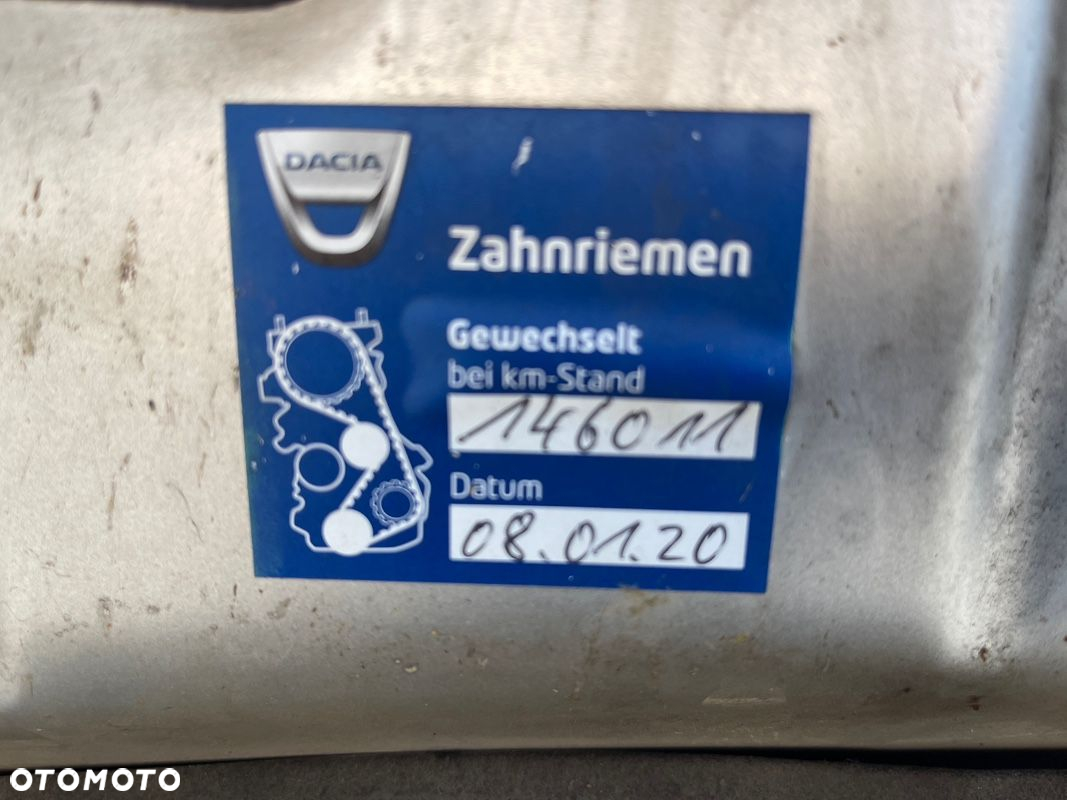 DACIA
Zahnriemen
Gewechselt
bei km-Stand
146011
Datum
08.01.20
OTOMOTO